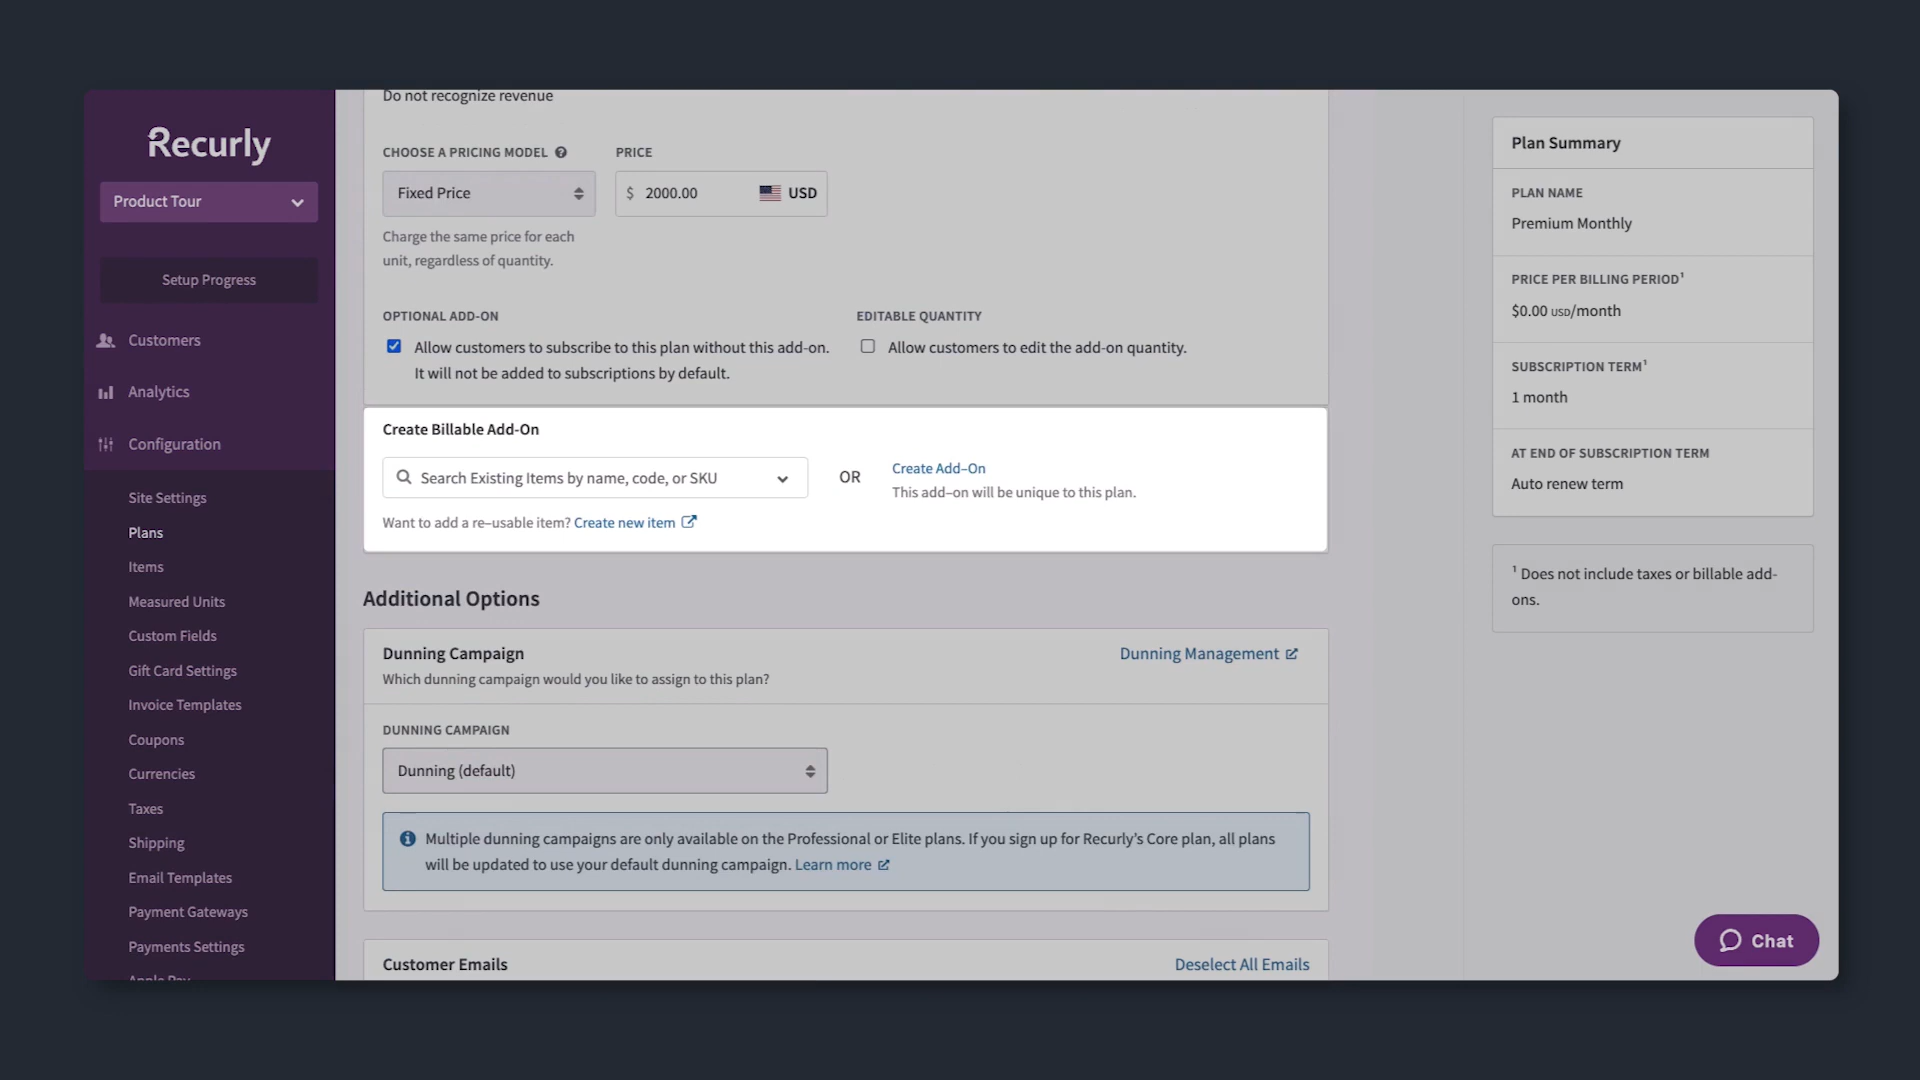 Recurly
Product Tour
Setup Progress
Customers
Analytics
Configuration
Site Settings
Plans
Items
Measured Units
Custom Fields
Gift Card Settings
Invoice Templates
Coupons
Currencies
Taxes
Shipping
Email Templates
Payment Gateways
Payments Settings
Apple Pay
Do not recognize revenue
CHOOSE A PRICING MODEL ?
PRICE
Fixed Price
$ 2000.00 USD
Charge the same price for each
unit, regardless of quantity.
OPTIONAL ADD-ON
Allow customers to subscribe to this plan without this add-on.
It will not be added to subscriptions by default.
EDITABLE QUANTITY
Allow customers to edit the add-on quantity.
Create Billable Add-On
Search Existing Items by name, code, or SKU
OR
Create Add-On
This add-on will be unique to this plan.
Want to add a re-usable item? Create new item
Additional Options
Dunning Campaign
Dunning Management
Which dunning campaign would you like to assign to this plan?
DUNNING CAMPAIGN
Dunning (default)
Multiple dunning campaigns are only available on the Professional or Elite plans. If you sign up for Recurly's Core plan, all plans
will be updated to use your default dunning campaign. Learn more
Customer Emails
Deselect All Emails
Plan Summary
PLAN NAME
Premium Monthly
PRICE PER BILLING PERIOD¹
$0.00 USD/month
SUBSCRIPTION TERM¹
1 month
AT END OF SUBSCRIPTION TERM
Auto renew term
¹ Does not include taxes or billable add-
ons.
Chat